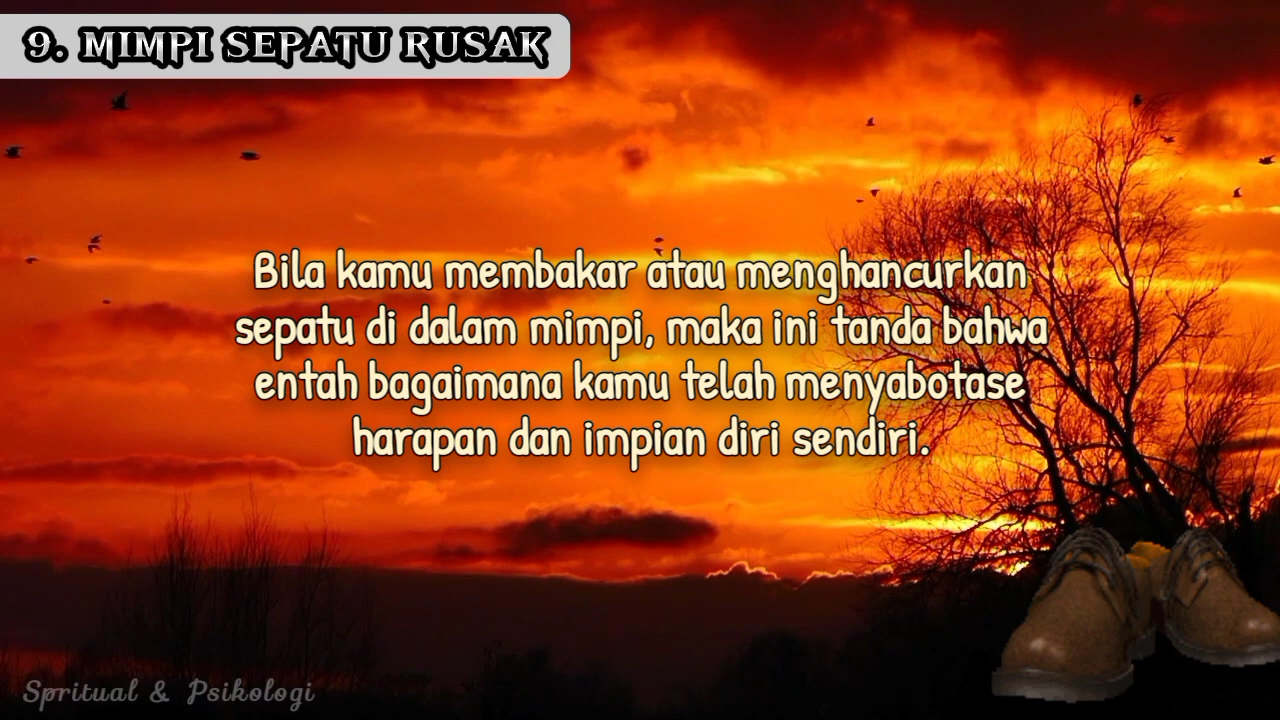 9. MIMPI SEPATU RUSAK
Bila kamu membakar atau menghancurkan
sepatu di dalam mimpi, maka ini tanda bahwa
entah bagaimana kamu telah menyabotase
harapan dan impian diri sendiri.
Spritual & Psikologi